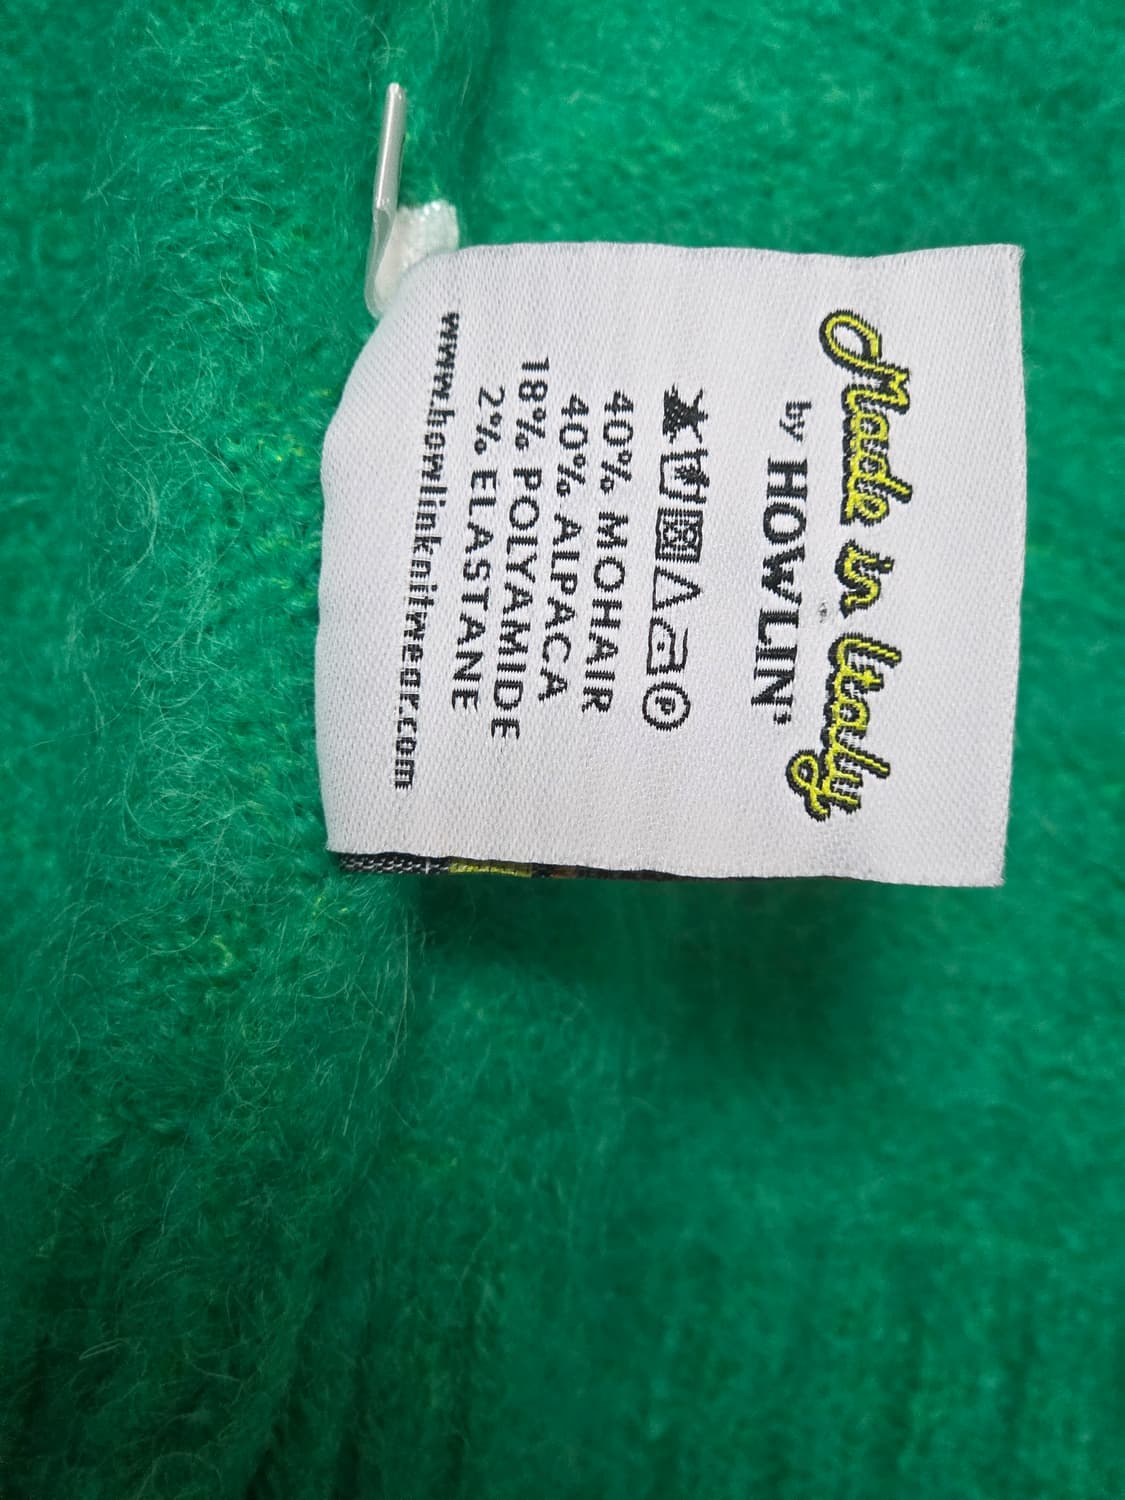 Made in Italy
by HOWLIN'
P
40% MOHAIR
40% ALPACA
18% POLYAMIDE
2% ELASTANE
www.howlinknitwear.com